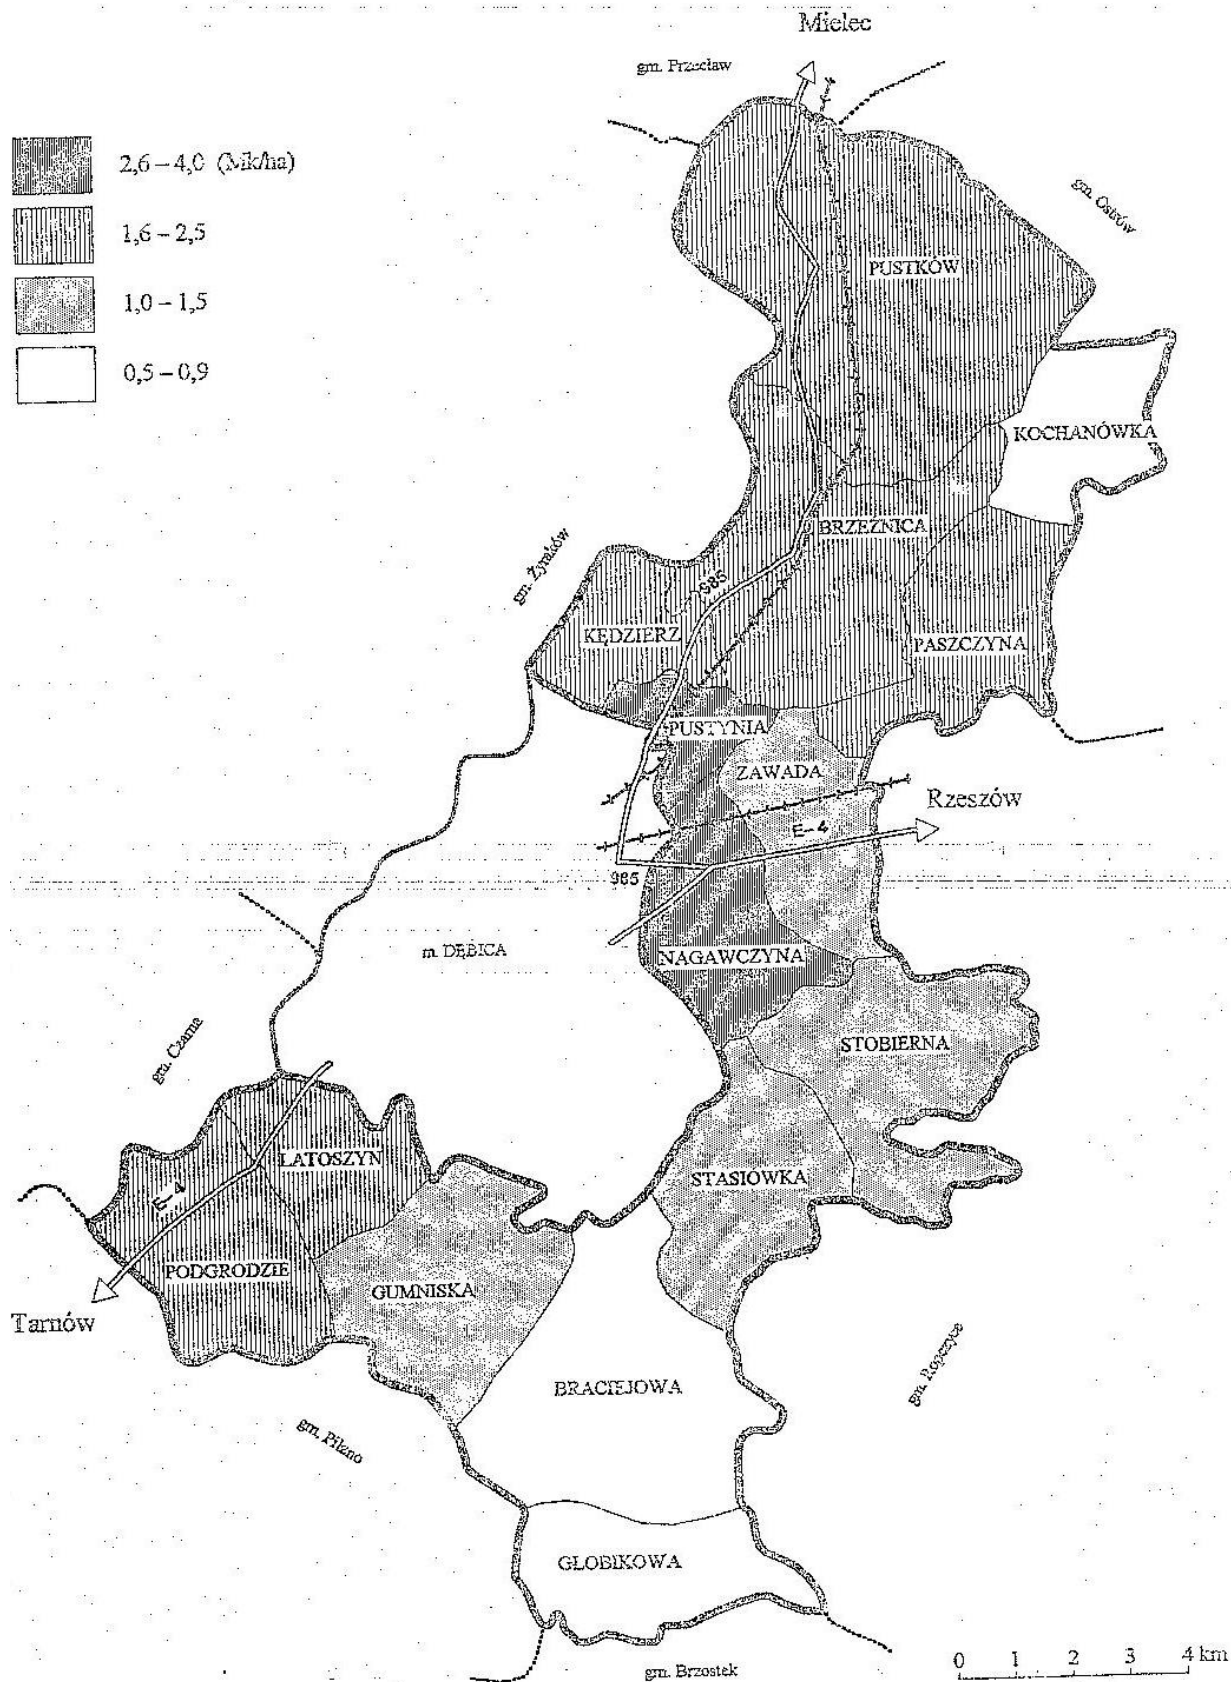 Mielec
gm. Przecław
2,6 – 4,0 (Mk/ha)
1,6 – 2,5
1,0 – 1,5
0,5 – 0,9
gm. Ostrów
PUSTKÓW
KOCHANÓWKA
BRZEŹNICA
gm. Żyraków
985
KĘDZIERZ
PASZCZYNA
PUSTYNIA
ZAWADA
Rzeszów
E–4
985
m. DĘBICA
NAGAWCZYNA
gm. Czarna
STOBIERNA
LATOSZYN
STASIÓWKA
E–4
PODGRODZIE
GUMNISKA
Tarnów
gm. Ropczyce
BRACIEJOWA
gm. Pilzno
GŁOBIKOWA
0 1 2 3 4 km
gm. Brzostek